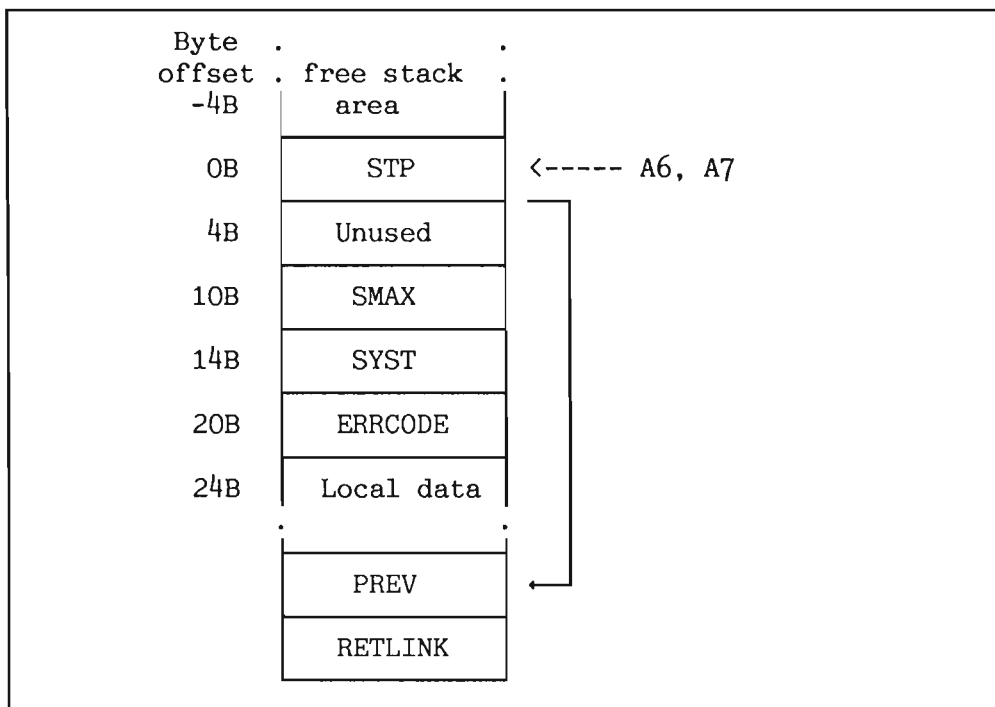 Byte . .
offset . free stack .
-4B area
0B STP <----- A6, A7
4B Unused
10B SMAX
14B SYST
20B ERRCODE
24B Local data
. .
PREV
RETLINK